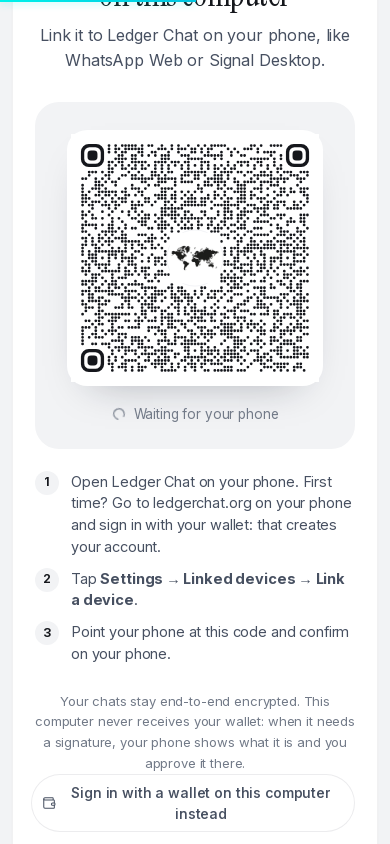 on this computer
Link it to Ledger Chat on your phone, like
WhatsApp Web or Signal Desktop.
Waiting for your phone
1 Open Ledger Chat on your phone. First
time? Go to ledgerchat.org on your phone
and sign in with your wallet: that creates
your account.
2 Tap Settings → Linked devices → Link
a device.
3 Point your phone at this code and confirm
on your phone.
Your chats stay end-to-end encrypted. This
computer never receives your wallet: when it needs
a signature, your phone shows what it is and you
approve it there.
Sign in with a wallet on this computer
instead